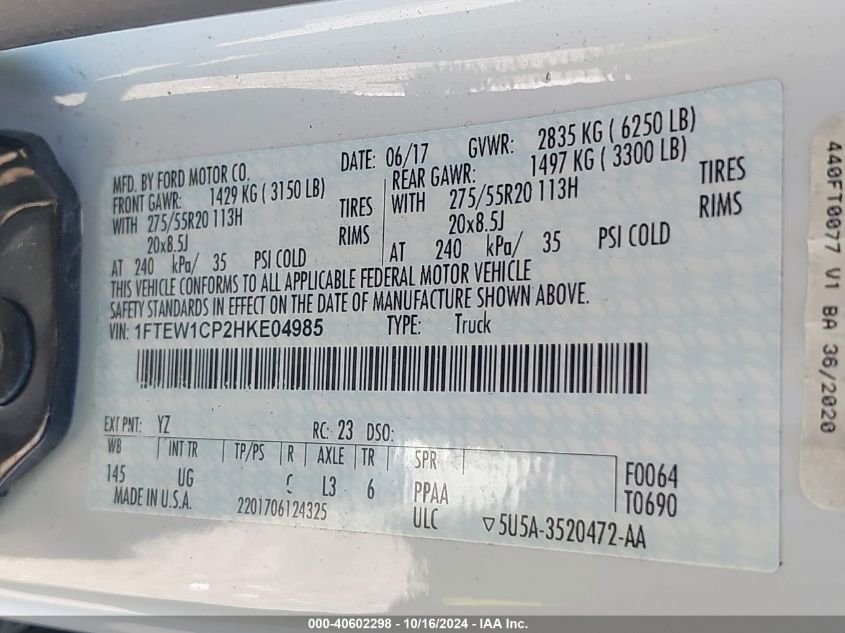 MFD. BY FORD MOTOR CO.
DATE: 06/17 GVWR: 2835 KG ( 6250 LB)
FRONT GAWR: 1429 KG ( 3150 LB)
REAR GAWR: 1497 KG ( 3300 LB)
WITH 275/55R20 113H TIRES
WITH 275/55R20 113H TIRES
20x8.5J RIMS
20x8.5J RIMS
AT 240 kPa/ 35 PSI COLD
AT 240 kPa/ 35 PSI COLD
THIS VEHICLE CONFORMS TO ALL APPLICABLE FEDERAL MOTOR VEHICLE
SAFETY STANDARDS IN EFFECT ON THE DATE OF MANUFACTURE SHOWN ABOVE.
VIN: 1FTEW1CP2HKE04985 TYPE: Truck
EXT PNT: YZ RC: 23 DSO:
WB INT TR TP/PS R AXLE TR SPR
145 UG L3 6 PPAA F0064
MADE IN U.S.A. 2201706124325 ULC T0690
▽5U5A-3520472-AA
440FT0077 V1 BA 36/2020
000-40602298 - 10/16/2024 - IAA Inc.